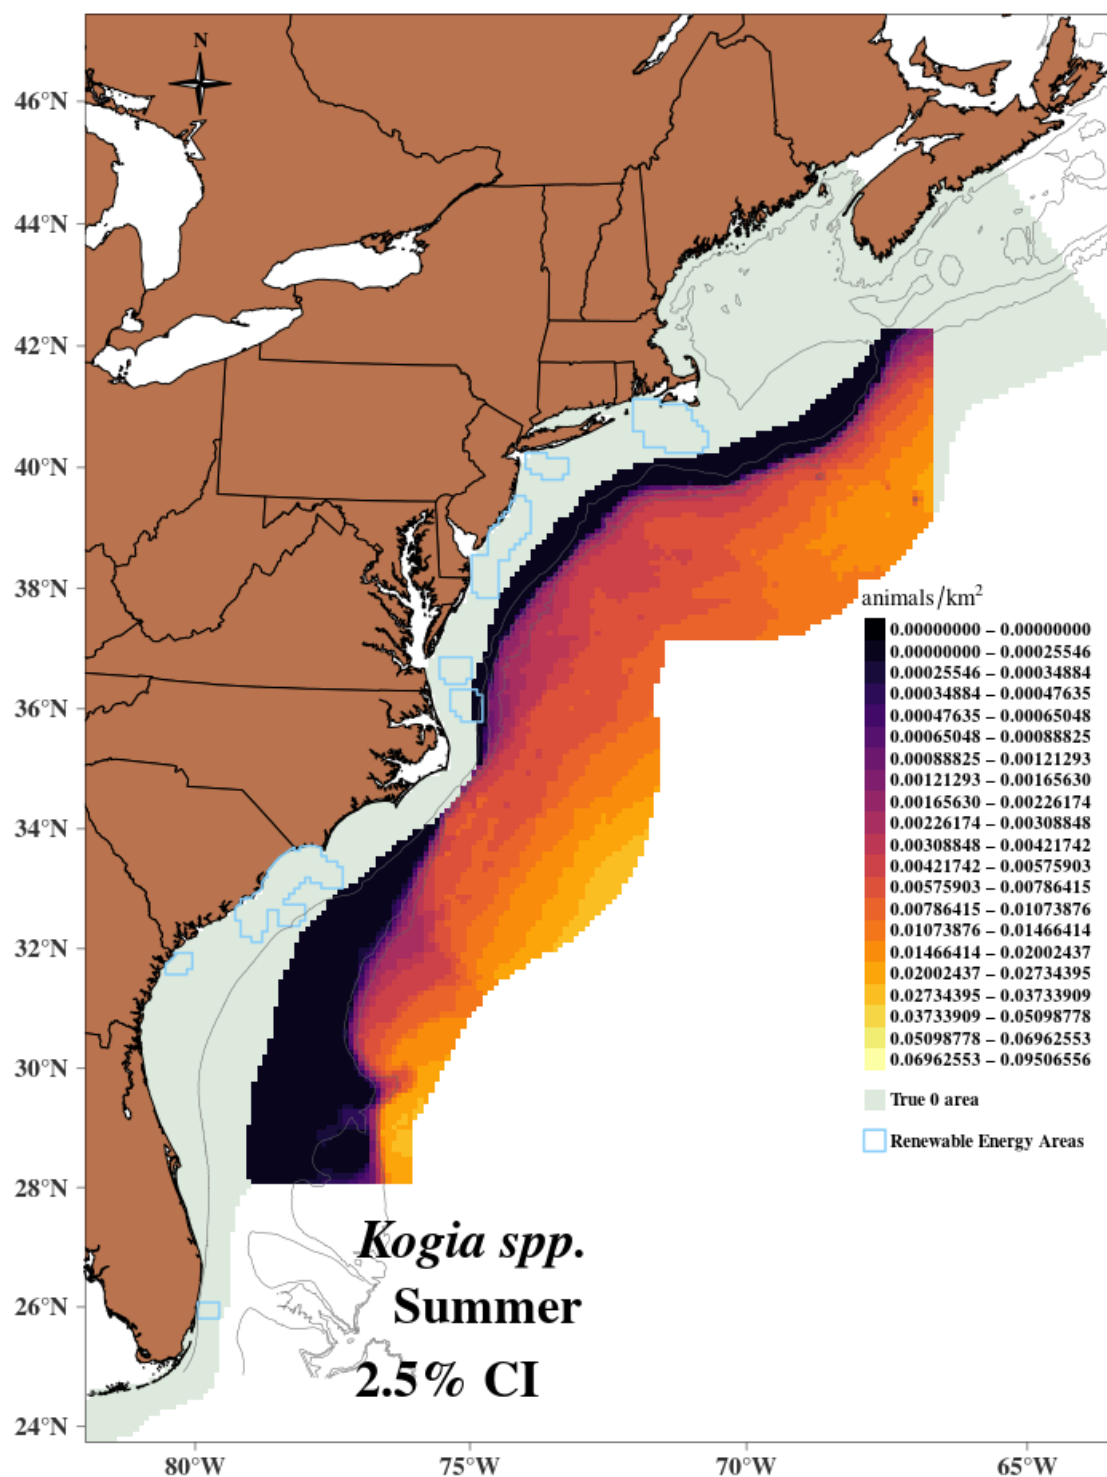 N
46°N
44°N
42°N
40°N
38°N
36°N
34°N
32°N
30°N
28°N
26°N
24°N
80°W
75°W
70°W
65°W
animals/km²
0.00000000 – 0.00000000
0.00000000 – 0.00025546
0.00025546 – 0.00034884
0.00034884 – 0.00047635
0.00047635 – 0.00065048
0.00065048 – 0.00088825
0.00088825 – 0.00121293
0.00121293 – 0.00165630
0.00165630 – 0.00226174
0.00226174 – 0.00308848
0.00308848 – 0.00421742
0.00421742 – 0.00575903
0.00575903 – 0.00786415
0.00786415 – 0.01073876
0.01073876 – 0.01466414
0.01466414 – 0.02002437
0.02002437 – 0.02734395
0.02734395 – 0.03733909
0.03733909 – 0.05098778
0.05098778 – 0.06962553
0.06962553 – 0.09506556
True 0 area
Renewable Energy Areas
Kogia spp.
Summer
2.5% CI